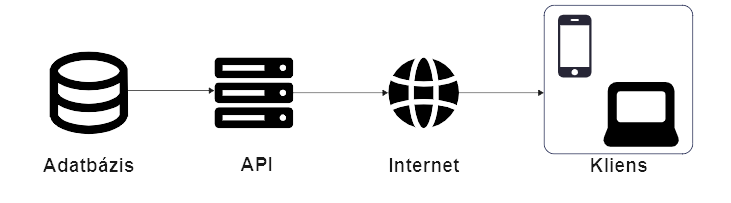 Adatbázis
API
Internet
Kliens